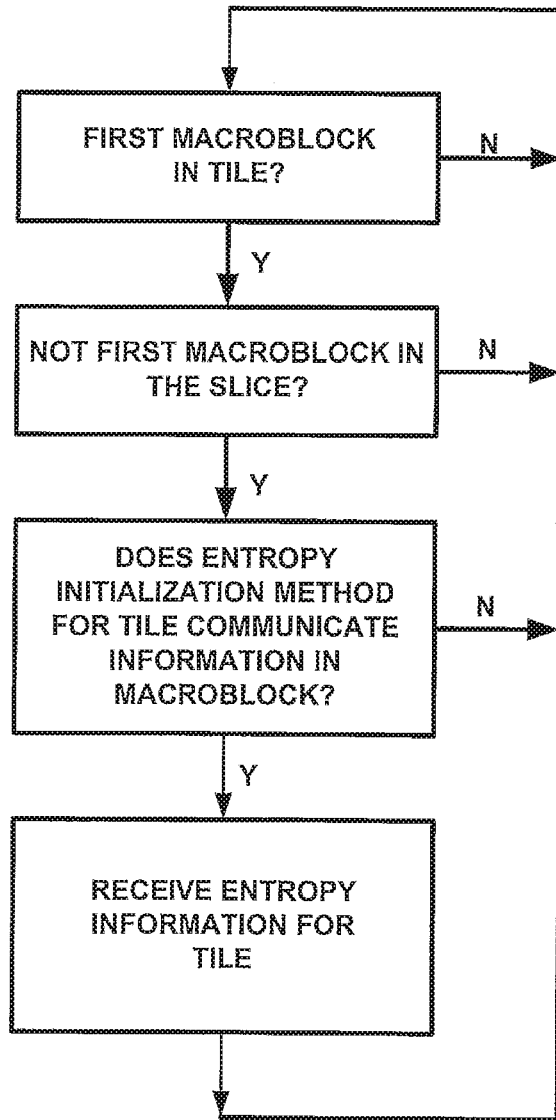 FIRST MACROBLOCK
IN TILE?
N
Y
NOT FIRST MACROBLOCK IN
THE SLICE?
N
Y
DOES ENTROPY
INITIALIZATION METHOD
FOR TILE COMMUNICATE
INFORMATION IN
MACROBLOCK?
N
Y
RECEIVE ENTROPY
INFORMATION FOR
TILE